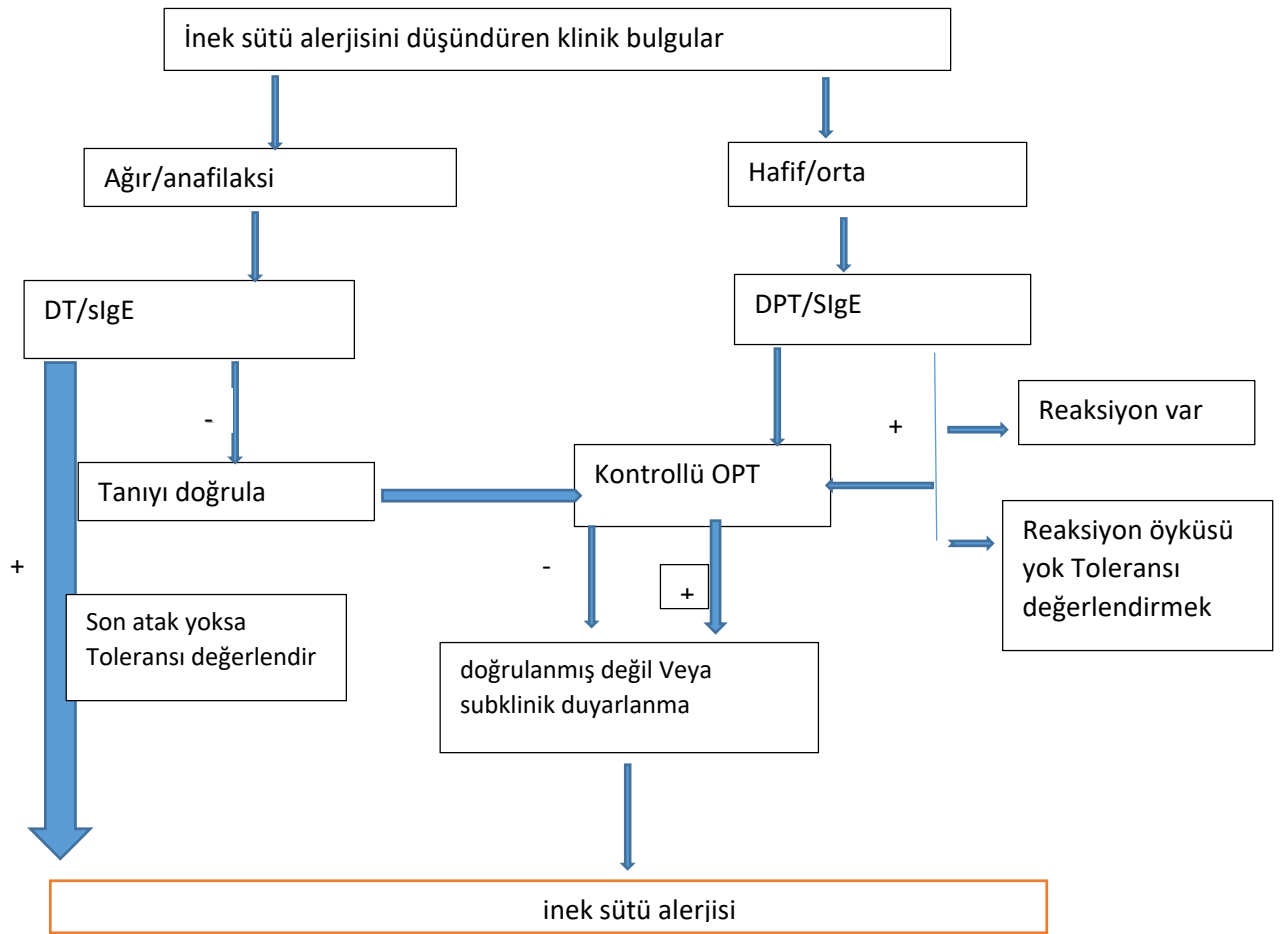 İnek sütü alerjisini düşündüren klinik bulgular
Ağır/anafilaksi
Hafif/orta
DT/sIgE
DPT/SIgE
-
+
Reaksiyon var
Tanıyı doğrula
Kontrollü OPT
Reaksiyon öyküsü
yok Toleransı
değerlendirmek
+
-
+
Son atak yoksa
Toleransı değerlendir
doğrulanmış değil Veya
subklinik duyarlanma
inek sütü alerjisi